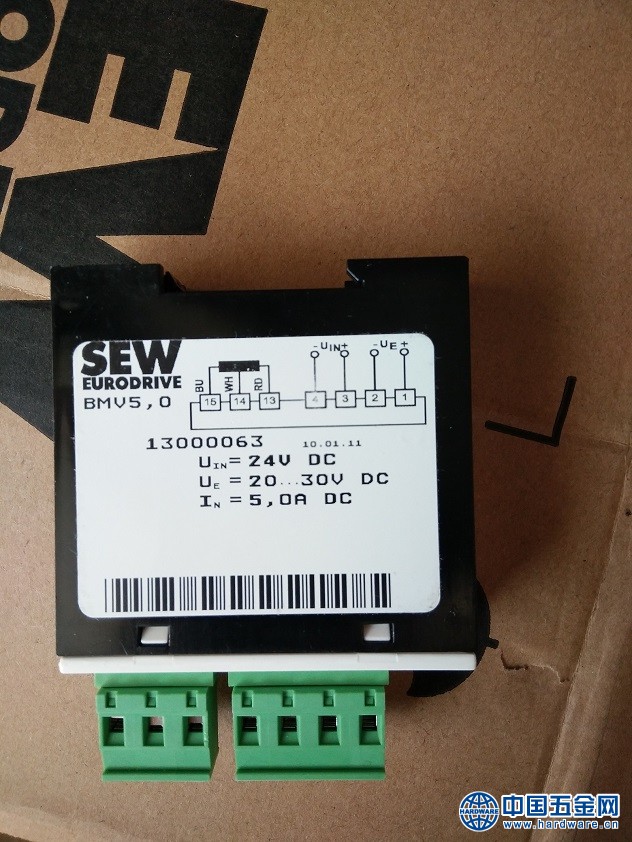 SEW
EURODRIVE
BMV5,0
BU WH RD
-UIN+ -UE+
15 14 13 4 3 2 1
13000063 10.01.11
UIN= 24V DC
UE = 20...30V DC
IN = 5,0A DC
中国五金网
www.hardware.cn
HARDWARE